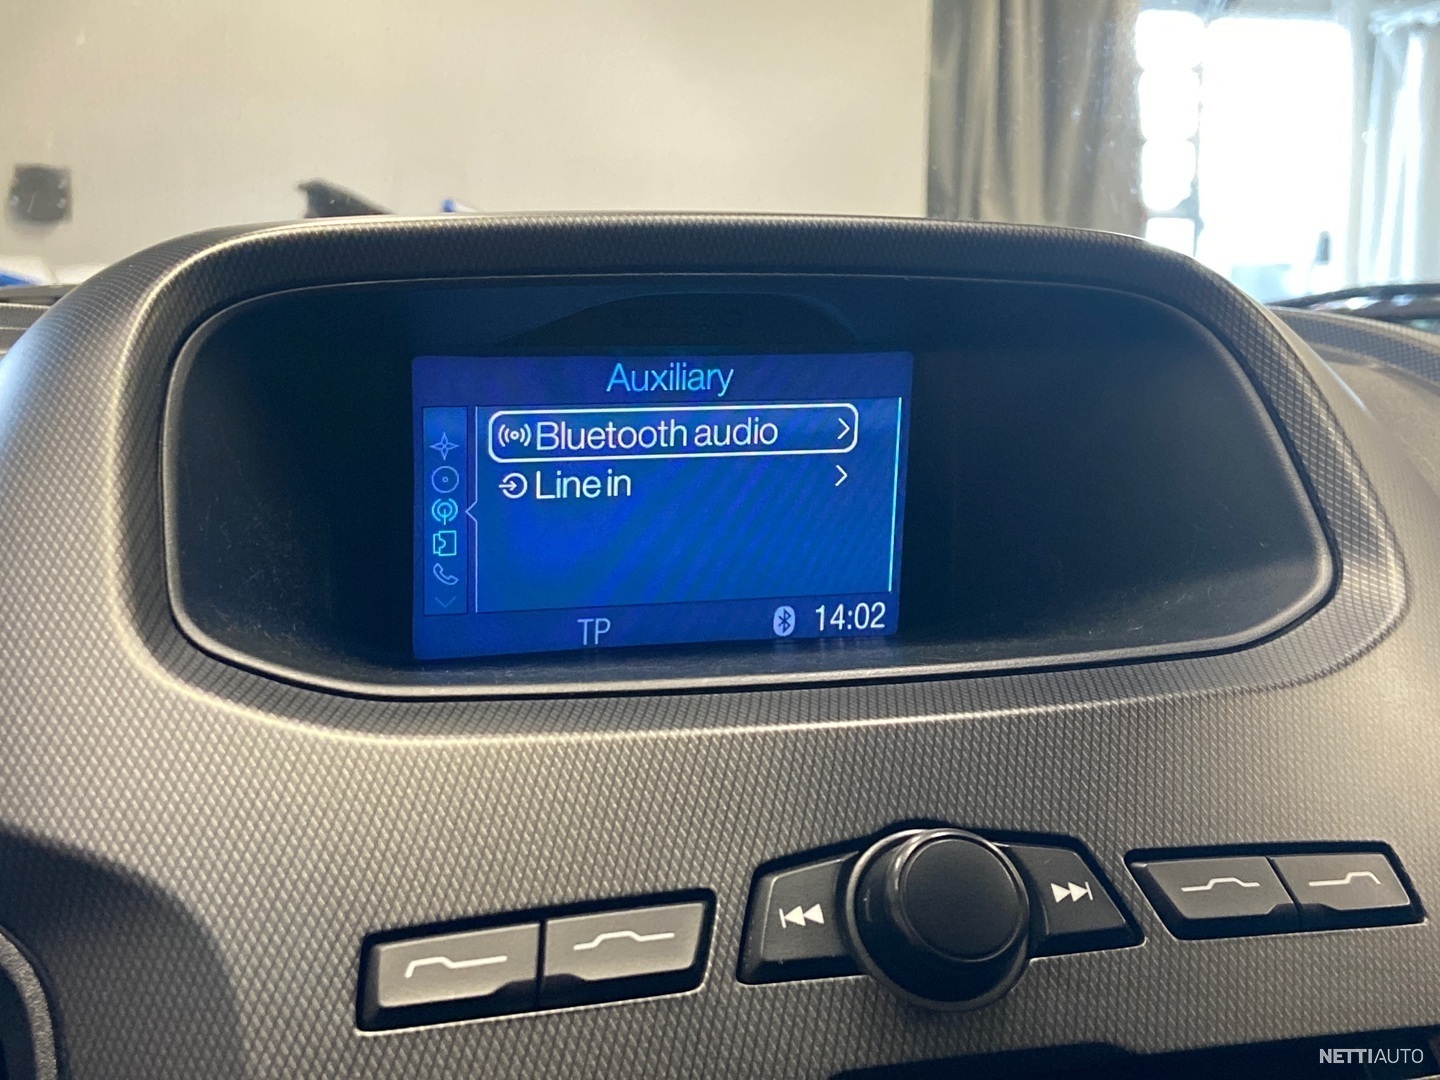 Auxiliary
Bluetooth audio
Line in
TP 14:02
NETTIAUTO